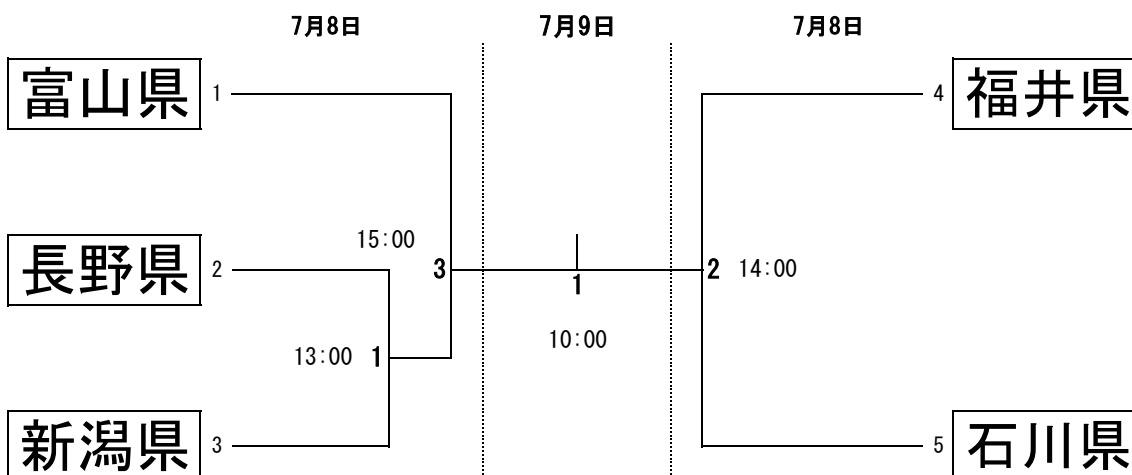 7月8日 7月9日 7月8日
富山県 1 4 福井県
15:00
長野県 2 3 1 2 14:00
10:00
13:00 1
新潟県 3 5 石川県